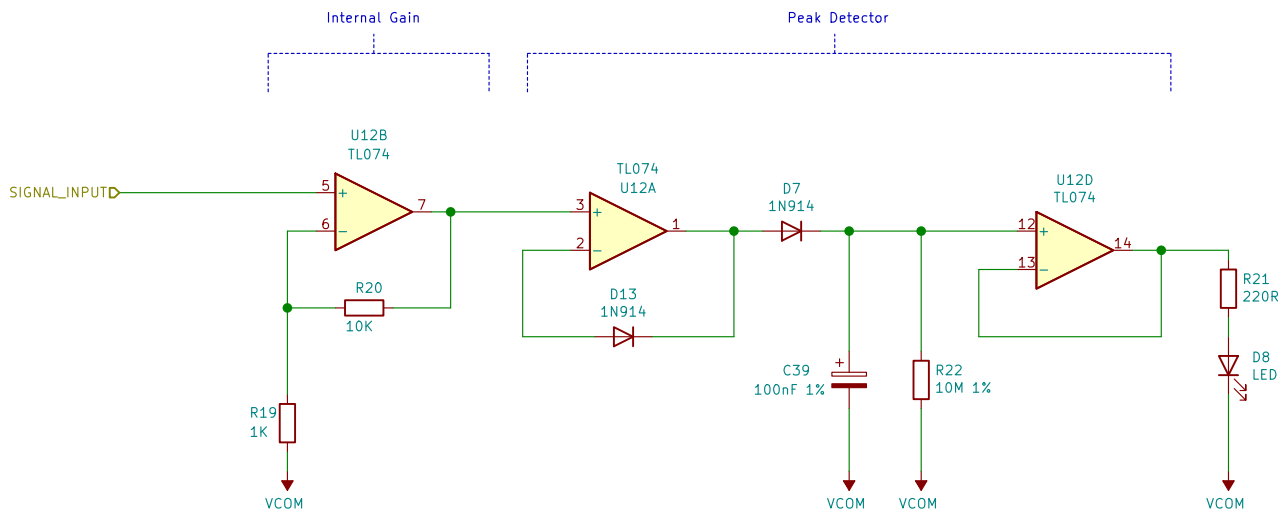 Internal Gain
Peak Detector
U12B
TL074
SIGNAL_INPUT
5
+
6
−
7
R20
10K
R19
1K
VCOM
TL074
U12A
3
+
2
−
1
D13
1N914
D7
1N914
+
C39
100nF 1%
VCOM
R22
10M 1%
VCOM
U12D
TL074
12
+
13
−
14
R21
220R
D8
LED
VCOM